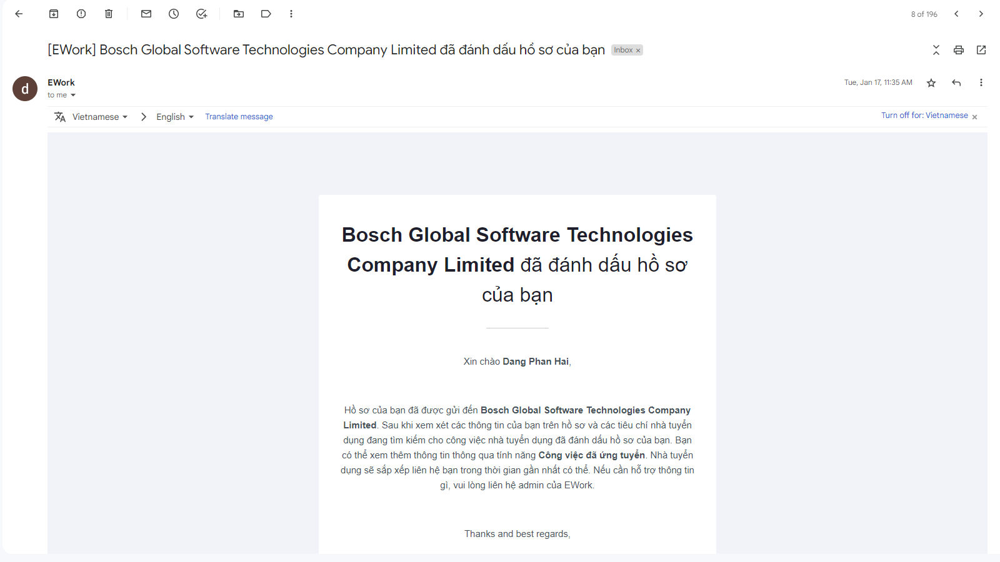 8 of 196
[EWork] Bosch Global Software Technologies Company Limited đã đánh dấu hồ sơ của bạn Inbox ×
d
EWork
Tue, Jan 17, 11:35 AM
to me
Vietnamese > English Translate message
Turn off for: Vietnamese ×
Bosch Global Software Technologies
Company Limited đã đánh dấu hồ sơ
của bạn
Xin chào Dang Phan Hai,
Hồ sơ của bạn đã được gửi đến Bosch Global Software Technologies Company
Limited. Sau khi xem xét các thông tin của bạn trên hồ sơ và các tiêu chí nhà tuyển
dụng đang tìm kiếm cho công việc nhà tuyển dụng đã đánh dấu hồ sơ của bạn. Bạn
có thể xem thêm thông tin thông qua tính năng Công việc đã ứng tuyển. Nhà tuyển
dụng sẽ sắp xếp liên hệ bạn trong thời gian gần nhất có thể. Nếu cần hỗ trợ thông tin
gì, vui lòng liên hệ admin của EWork.
Thanks and best regards,